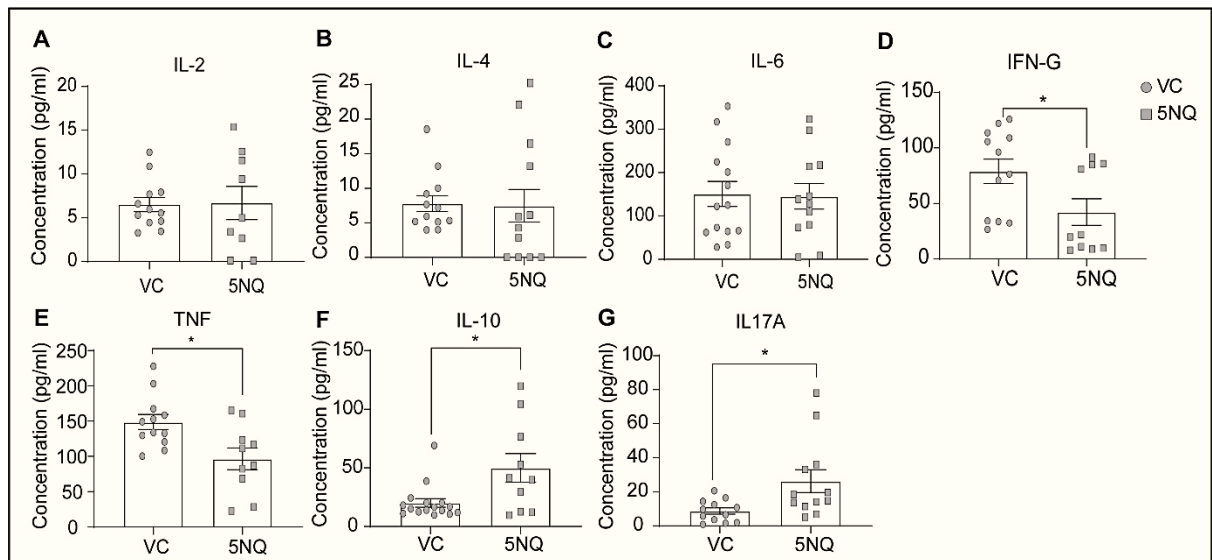 A
IL-2
Concentration (pg/ml)
20
15
10
5
0
VC
5NQ
B
IL-4
Concentration (pg/ml)
25
20
15
10
5
0
VC
5NQ
C
IL-6
Concentration (pg/ml)
400
300
200
100
0
VC
5NQ
D
IFN-G
Concentration (pg/ml)
150
100
50
0
*
VC
5NQ
VC
5NQ
E
TNF
Concentration (pg/ml)
250
200
150
100
50
0
*
VC
5NQ
F
IL-10
Concentration (pg/ml)
150
100
50
0
*
VC
5NQ
G
IL17A
Concentration (pg/ml)
100
80
60
40
20
0
*
VC
5NQ